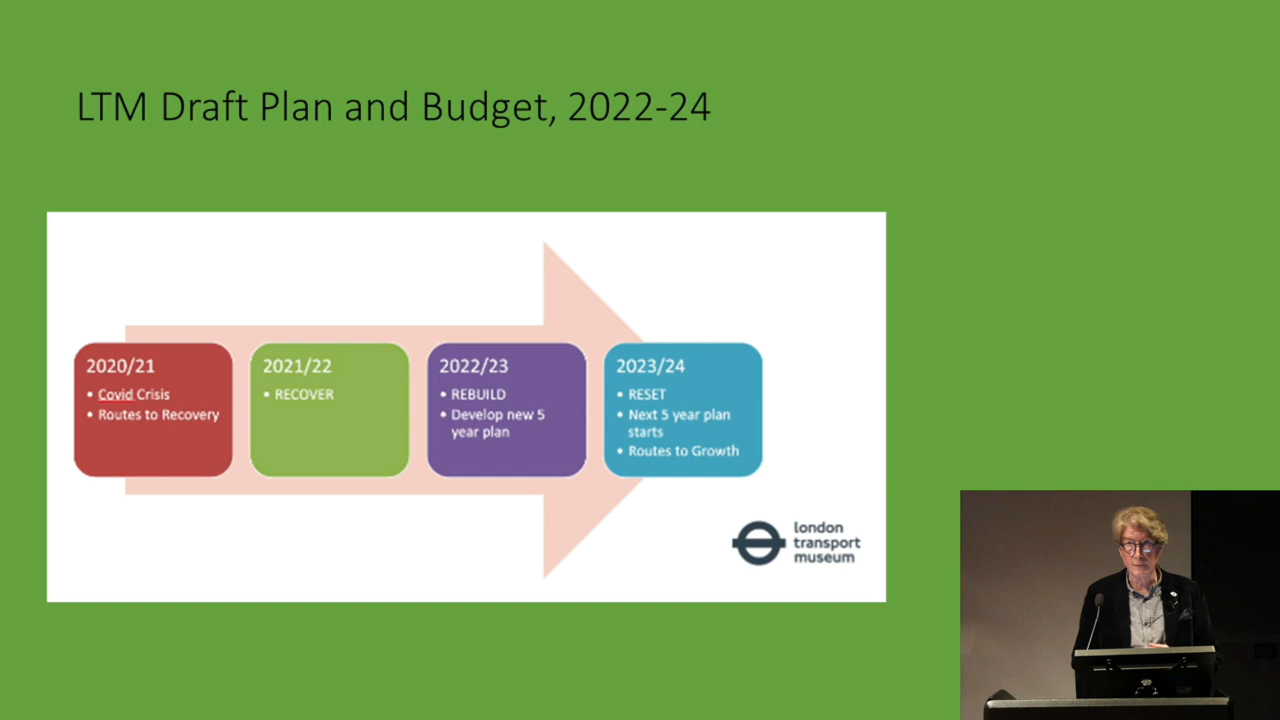 LTM Draft Plan and Budget, 2022-24
2020/21
• Covid Crisis
• Routes to Recovery
2021/22
• RECOVER
2022/23
• REBUILD
• Develop new 5
year plan
2023/24
• RESET
• Next 5 year plan
starts
• Routes to Growth
london
transport
museum